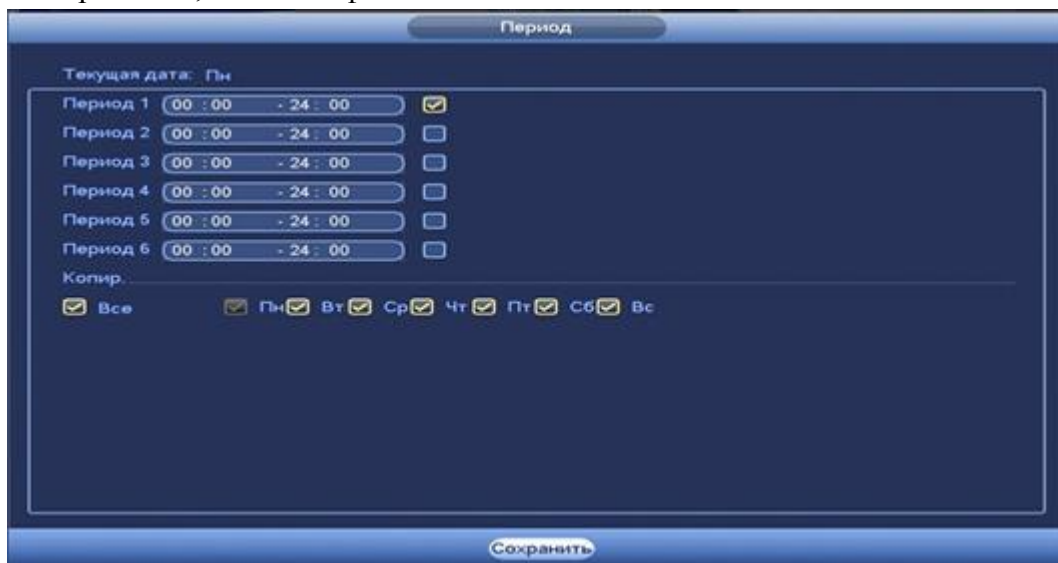 Период
Текущая дата: Пн
Период 1 00 : 00 - 24 : 00
Период 2 00 : 00 - 24 : 00
Период 3 00 : 00 - 24 : 00
Период 4 00 : 00 - 24 : 00
Период 5 00 : 00 - 24 : 00
Период 6 00 : 00 - 24 : 00
Копир.
Все Пн Вт Ср Чт Пт Сб Вс
Сохранить